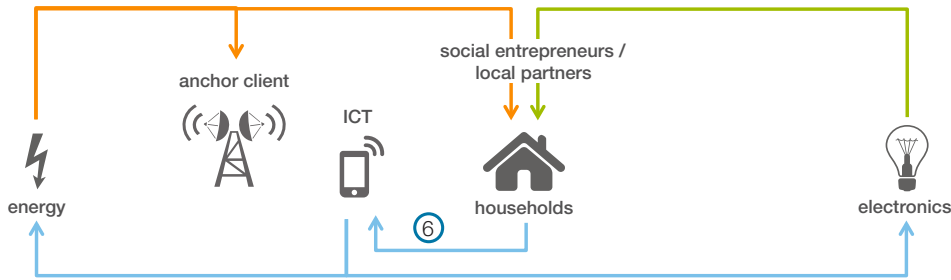 social entrepreneurs /
local partners
anchor client
ICT
energy
households
electronics
6